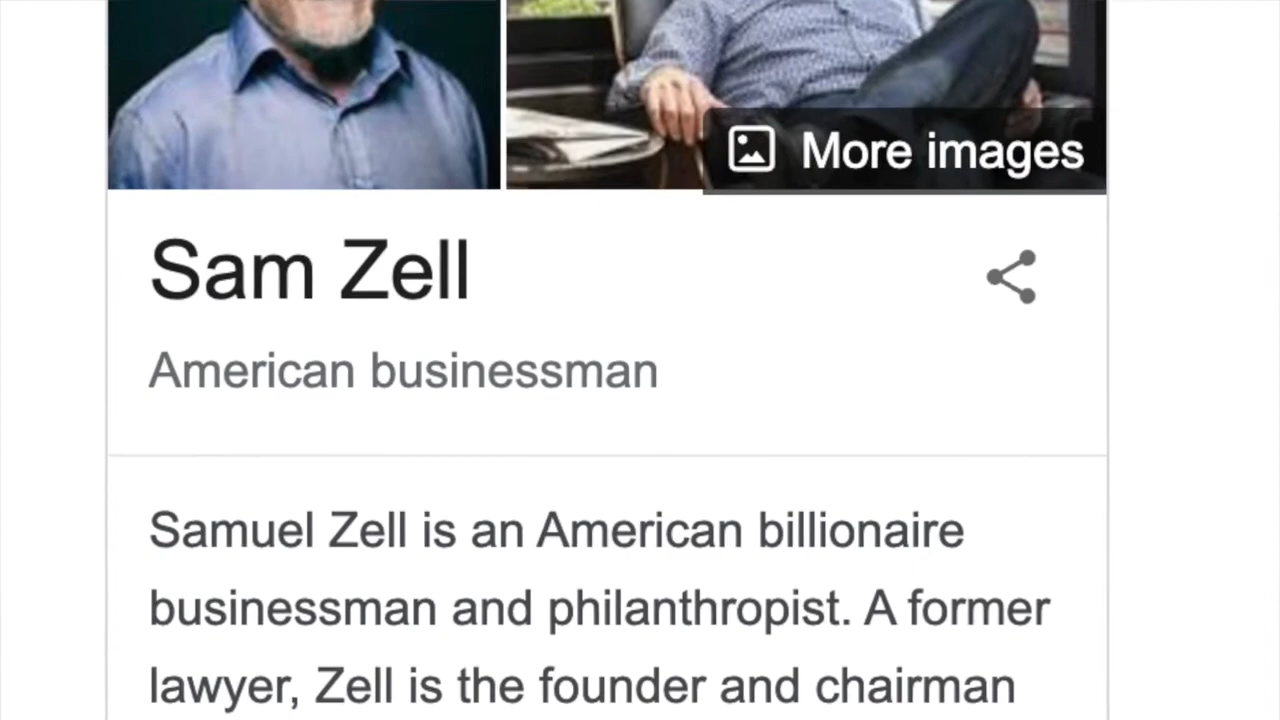 More images
Sam Zell
American businessman
Samuel Zell is an American billionaire
businessman and philanthropist. A former
lawyer, Zell is the founder and chairman